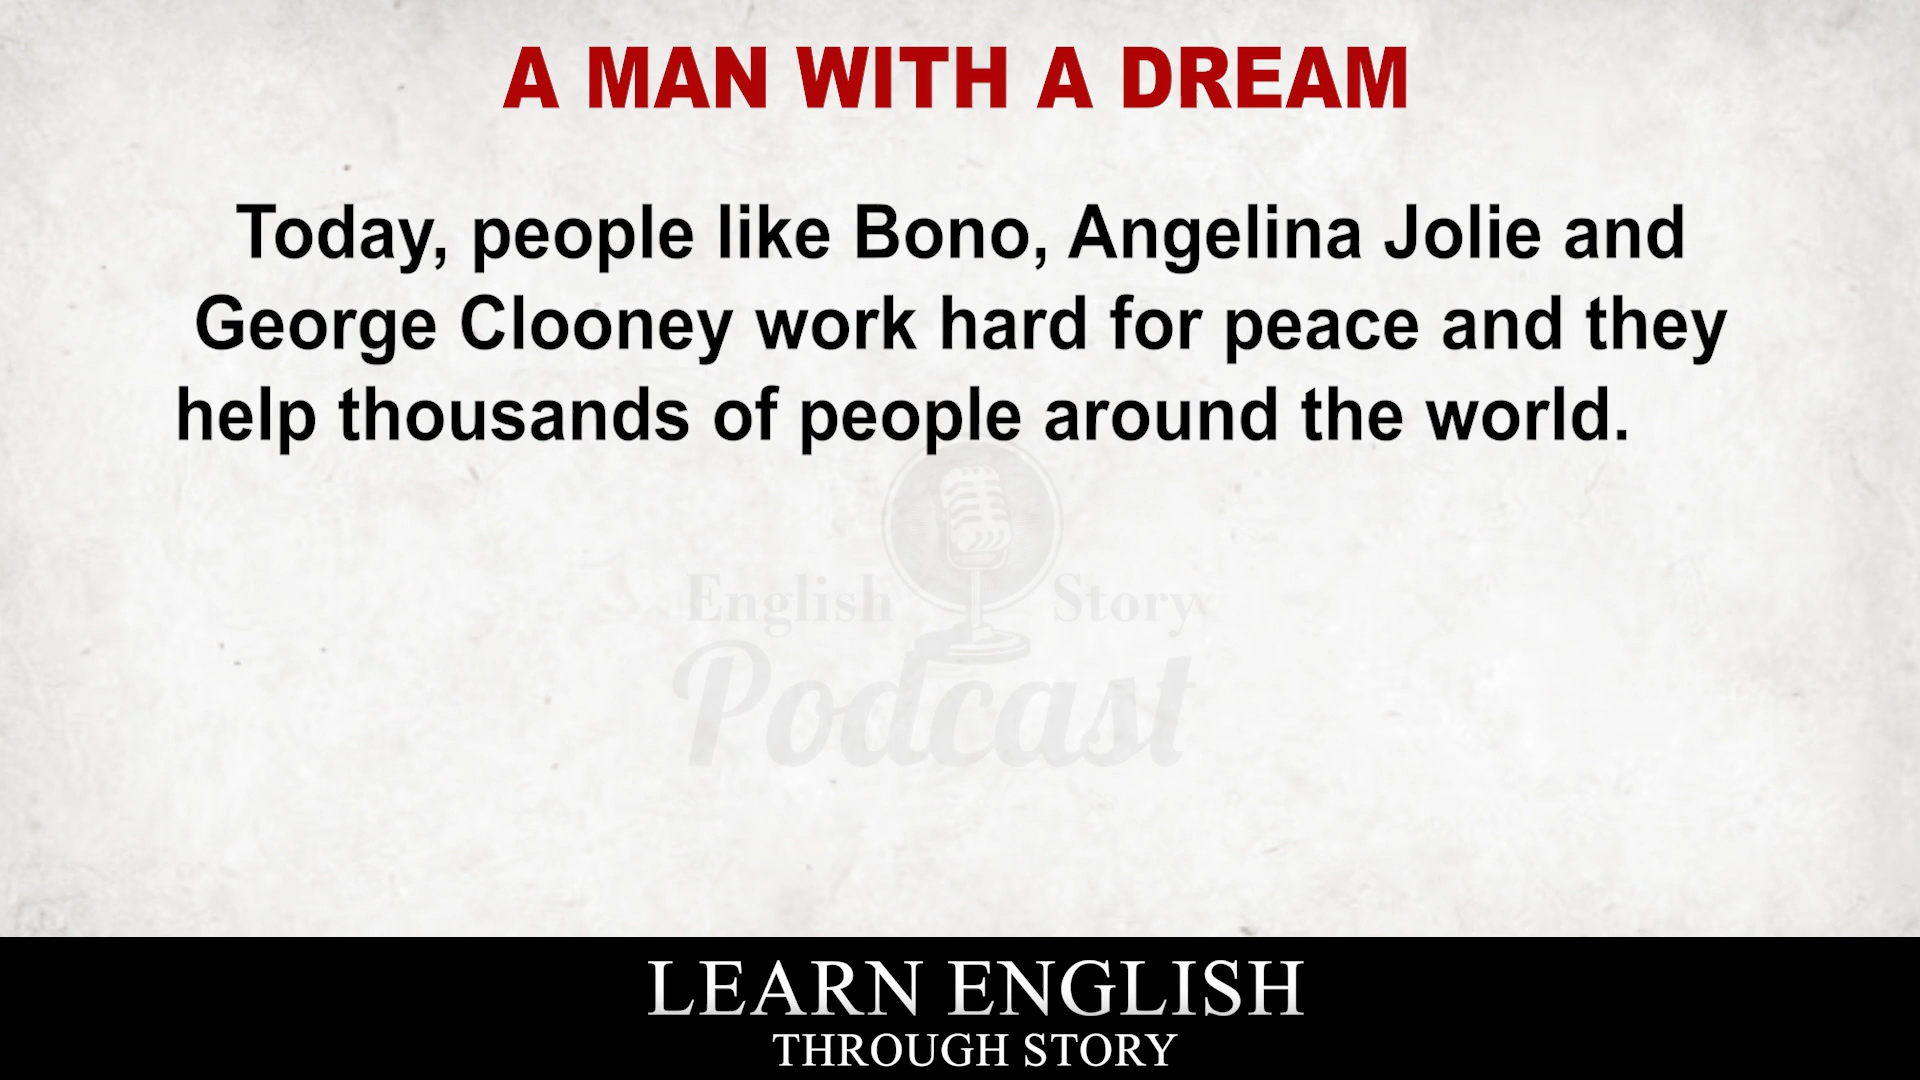 A MAN WITH A DREAM
Today, people like Bono, Angelina Jolie and
George Clooney work hard for peace and they
help thousands of people around the world.
English Story
Podcast
LEARN ENGLISH
THROUGH STORY